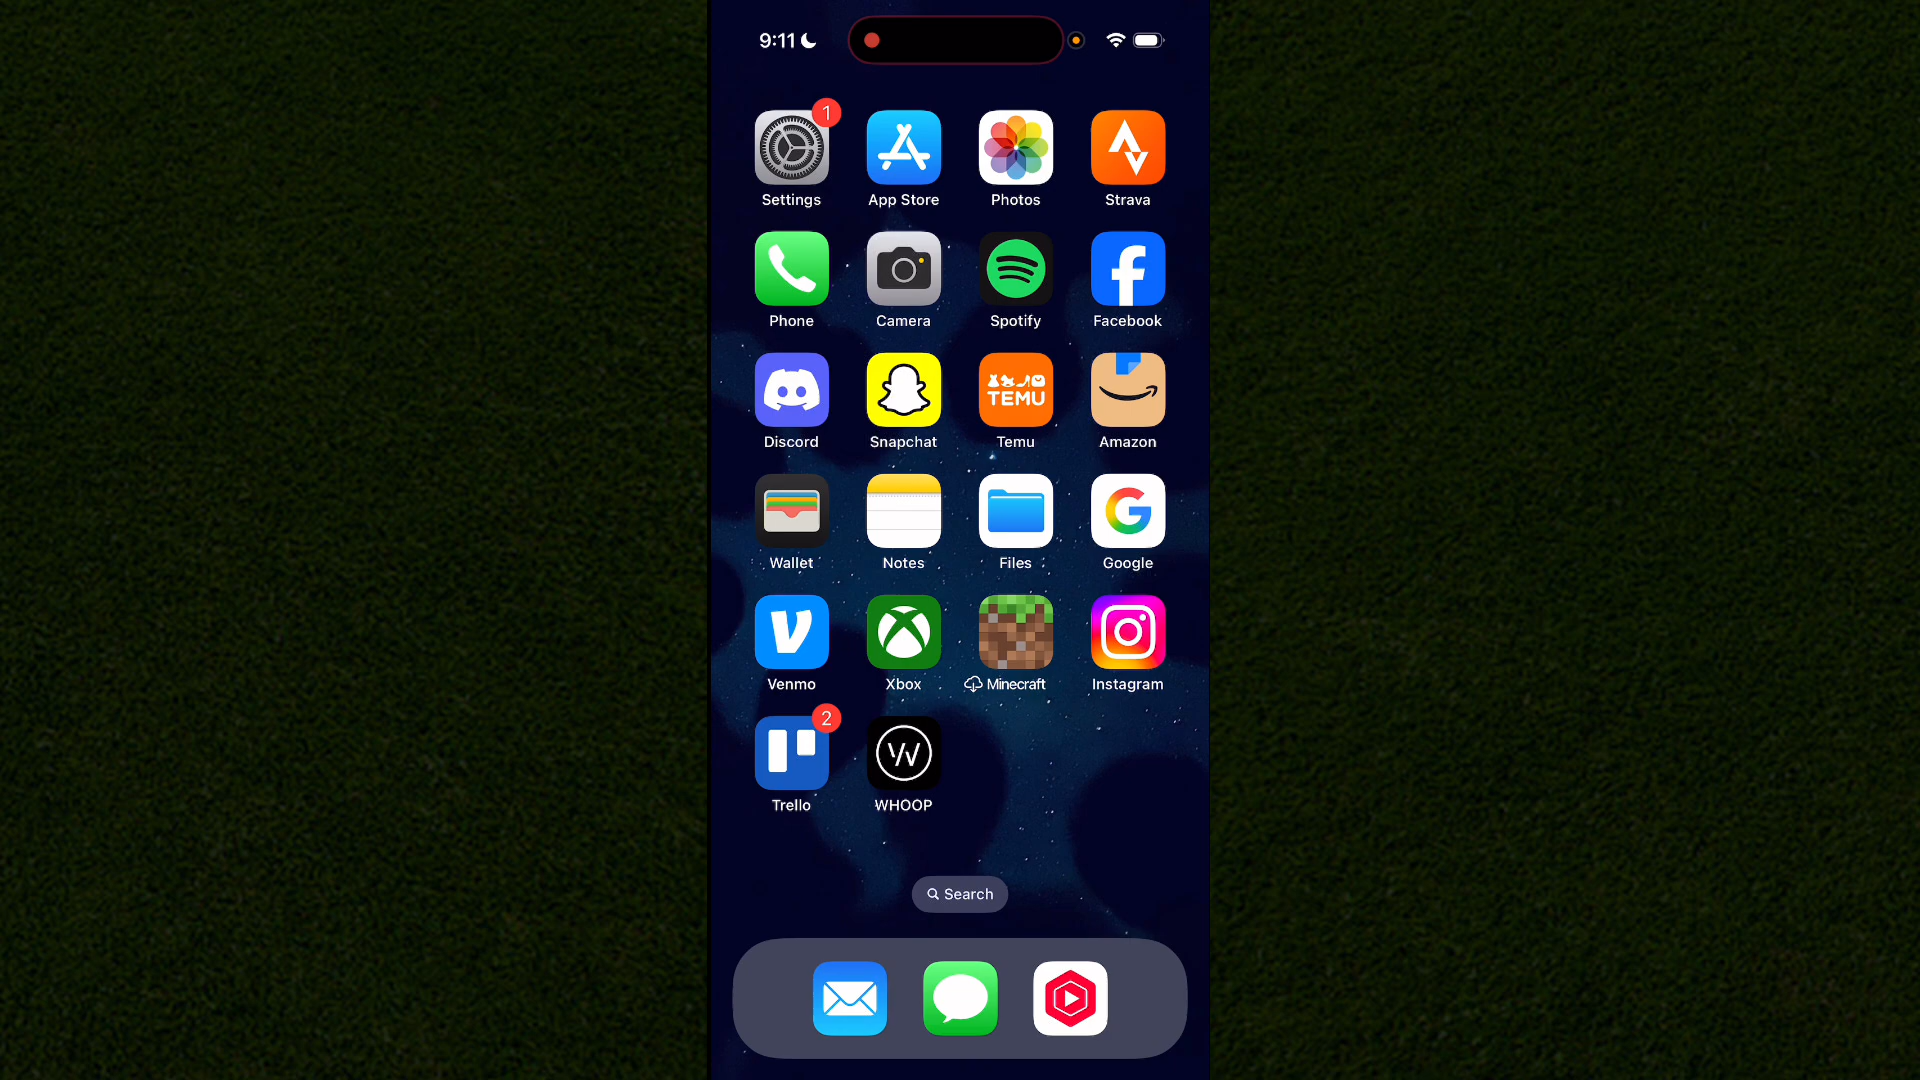 9:11
1
Settings
App Store
Photos
Strava
Phone
Camera
Spotify
Facebook
TEMU
Discord
Snapchat
Temu
Amazon
Wallet
Notes
Files
Google
Venmo
Xbox
Minecraft
Instagram
2
Trello
WHOOP
Search